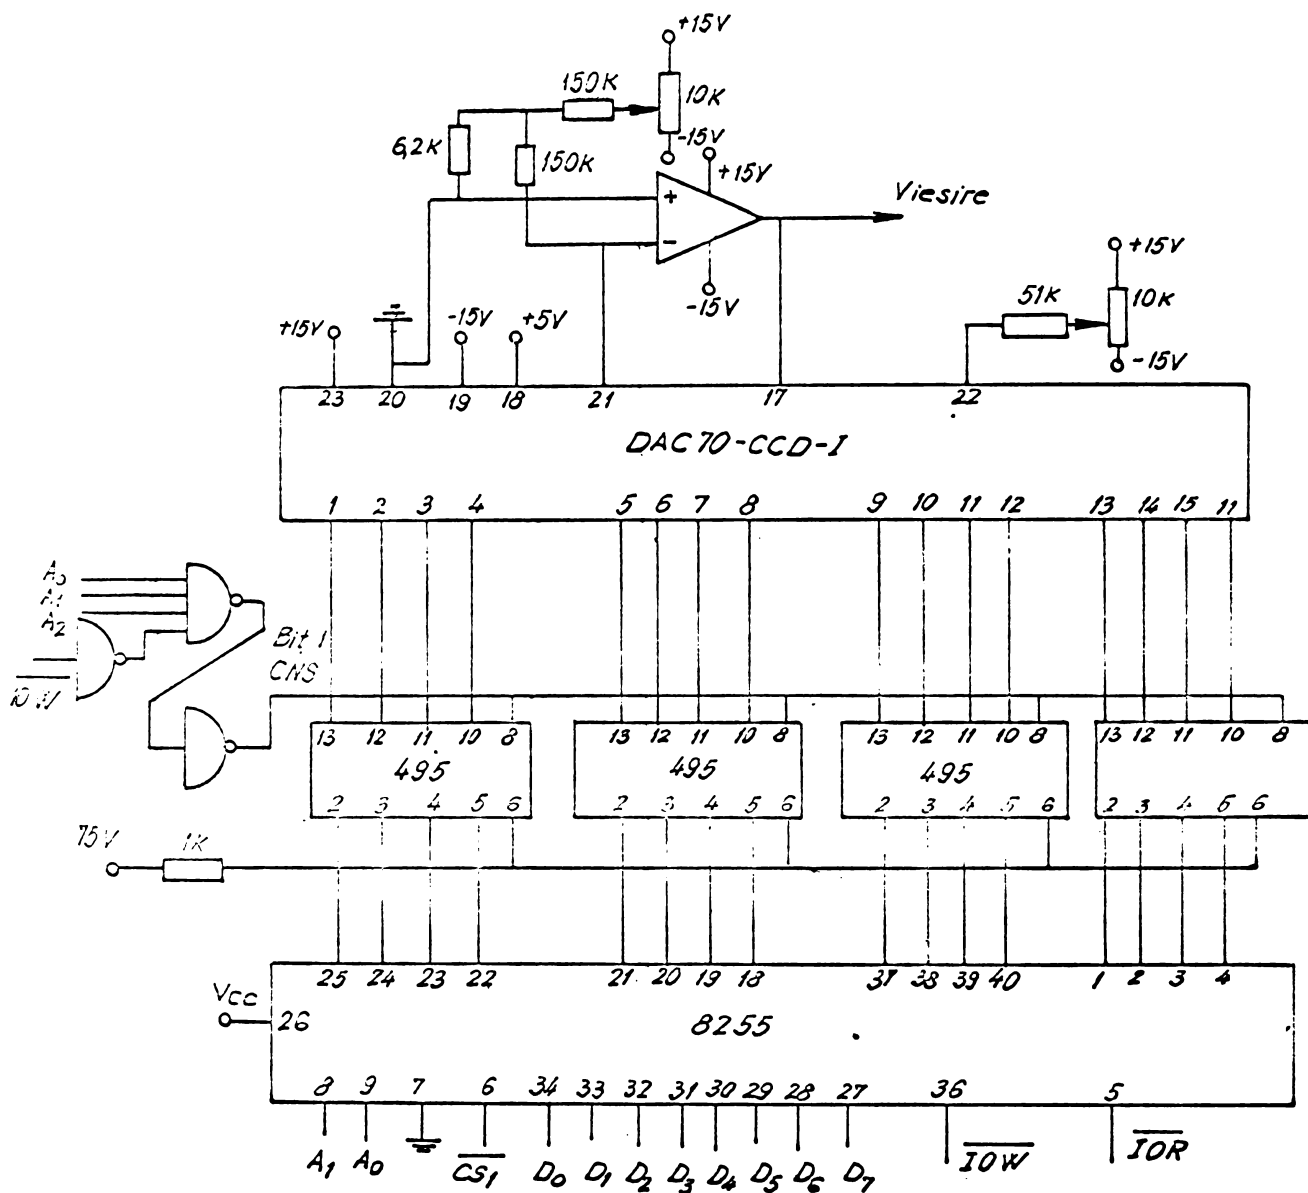 +15V
150K
10K
6,2K
150K
-15V
+15V
+
-
Viesire
-15V
+15V
51K
10K
-15V
+15V
-15V
+5V
23 20 19 18 21 17 22
DAC70-CCD-I
1 2 3 4 5 6 7 8 9 10 11 12 13 14 15 11
A0
A1
A2
IOW
Bit 1
CNS
13 12 11 10 8 13 12 11 10 8 13 12 11 10 8 13 12 11 10 8
495 495 495
2 3 4 5 6 2 3 4 5 6 2 3 4 5 6 2 3 4 5 6
75V
1K
25 24 23 22 21 20 19 18 37 38 39 40 1 2 3 4
Vcc
26
8255
8 9 7 6 34 33 32 31 30 29 28 27 36 5
A1 A0 CS1 D0 D1 D2 D3 D4 D5 D6 D7 IOW IOR